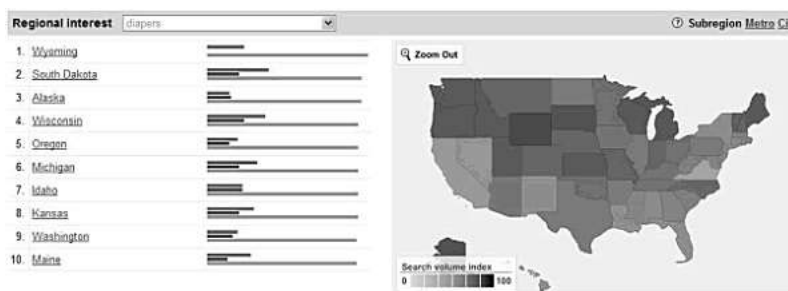 Regional interest diapers Subregion Metro Ci
1. Wyoming
2. South Dakota
3. Alaska
4. Wisconsin
5. Oregon
6. Michigan
7. Idaho
8. Kansas
9. Washington
10. Maine
Zoom Out
Search volume index
0 100